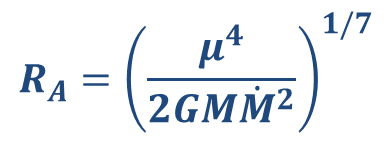 R_A = (μ^4 / 2GMṀ^2)^{1/7}